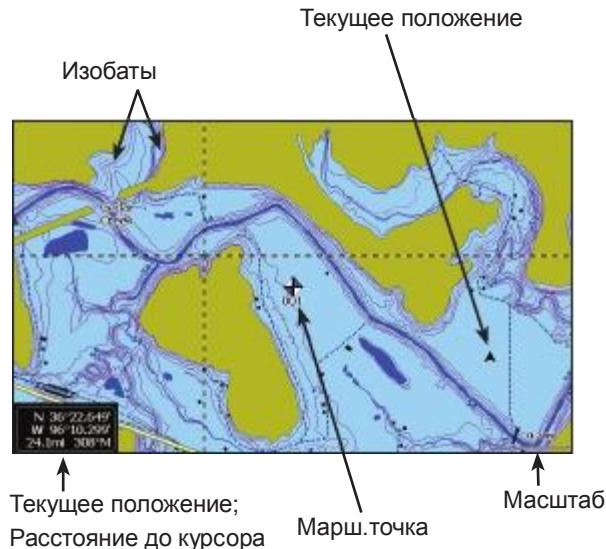 Текущее положение
Изобаты
001
N 36°22.649'
W 96°10.299'
24.1mi 308°M
Текущее положение;
Расстояние до курсора
Марш.точка
Масштаб